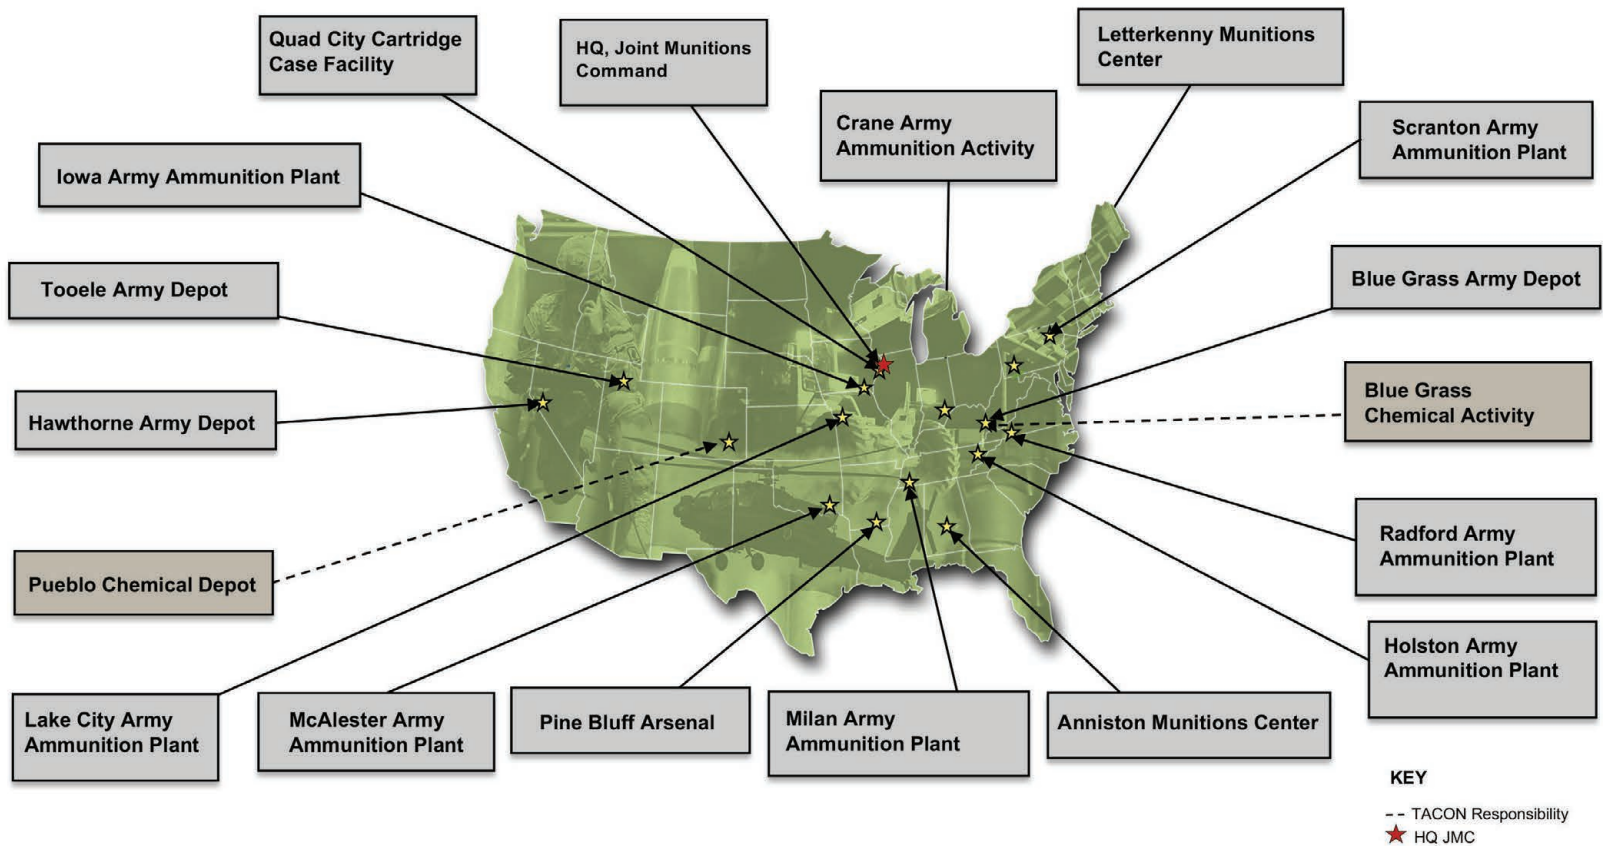 Quad City Cartridge
Case Facility
HQ, Joint Munitions
Command
Letterkenny Munitions
Center
Crane Army
Ammunition Activity
Scranton Army
Ammunition Plant
Iowa Army Ammunition Plant
Tooele Army Depot
Blue Grass Army Depot
Hawthorne Army Depot
Blue Grass
Chemical Activity
Pueblo Chemical Depot
Radford Army
Ammunition Plant
Holston Army
Ammunition Plant
Lake City Army
Ammunition Plant
McAlester Army
Ammunition Plant
Pine Bluff Arsenal
Milan Army
Ammunition Plant
Anniston Munitions Center
KEY
TACON Responsibility
HQ JMC